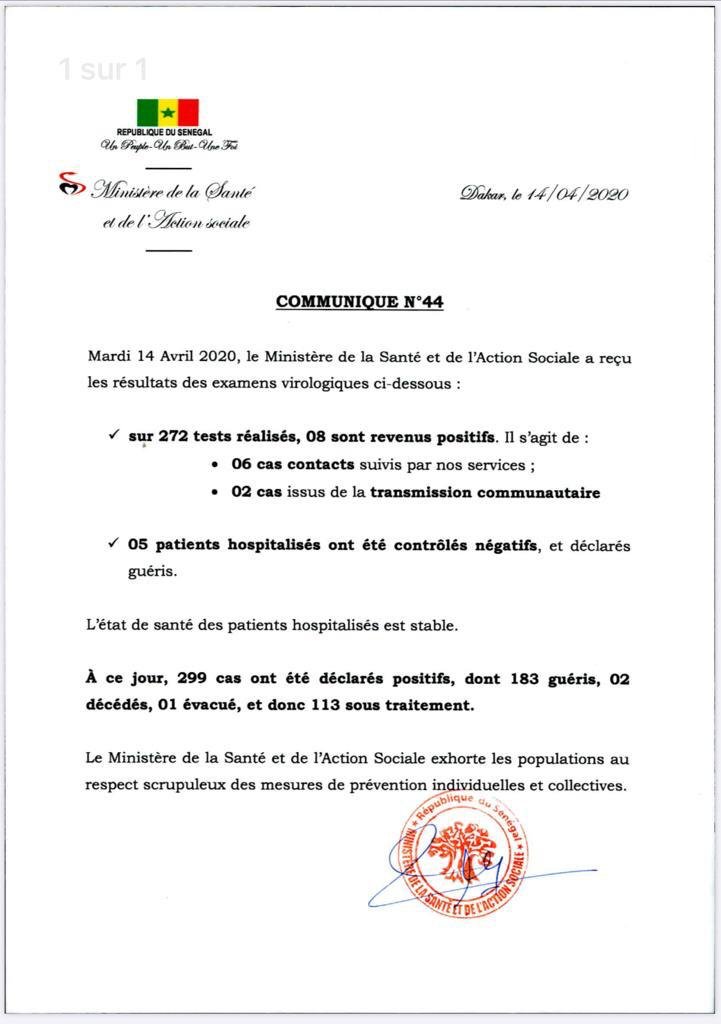 1 sur 1
REPUBLIQUE DU SENEGAL
Un Peuple-Un But-Une Foi
Ministère de la Santé
et de l'Action sociale
Dakar, le 14/04/2020
COMMUNIQUE N°44
Mardi 14 Avril 2020, le Ministère de la Santé et de l'Action Sociale a reçu
les résultats des examens virologiques ci-dessous :
✓ sur 272 tests réalisés, 08 sont revenus positifs. Il s'agit de :
• 06 cas contacts suivis par nos services ;
• 02 cas issus de la transmission communautaire
✓ 05 patients hospitalisés ont été contrôlés négatifs, et déclarés
guéris.
L'état de santé des patients hospitalisés est stable.
À ce jour, 299 cas ont été déclarés positifs, dont 183 guéris, 02
décédés, 01 évacué, et donc 113 sous traitement.
Le Ministère de la Santé et de l'Action Sociale exhorte les populations au
respect scrupuleux des mesures de prévention individuelles et collectives.
République du Sénégal
MINISTERE DE LA SANTÉ ET DE L'ACTION SOCIALE